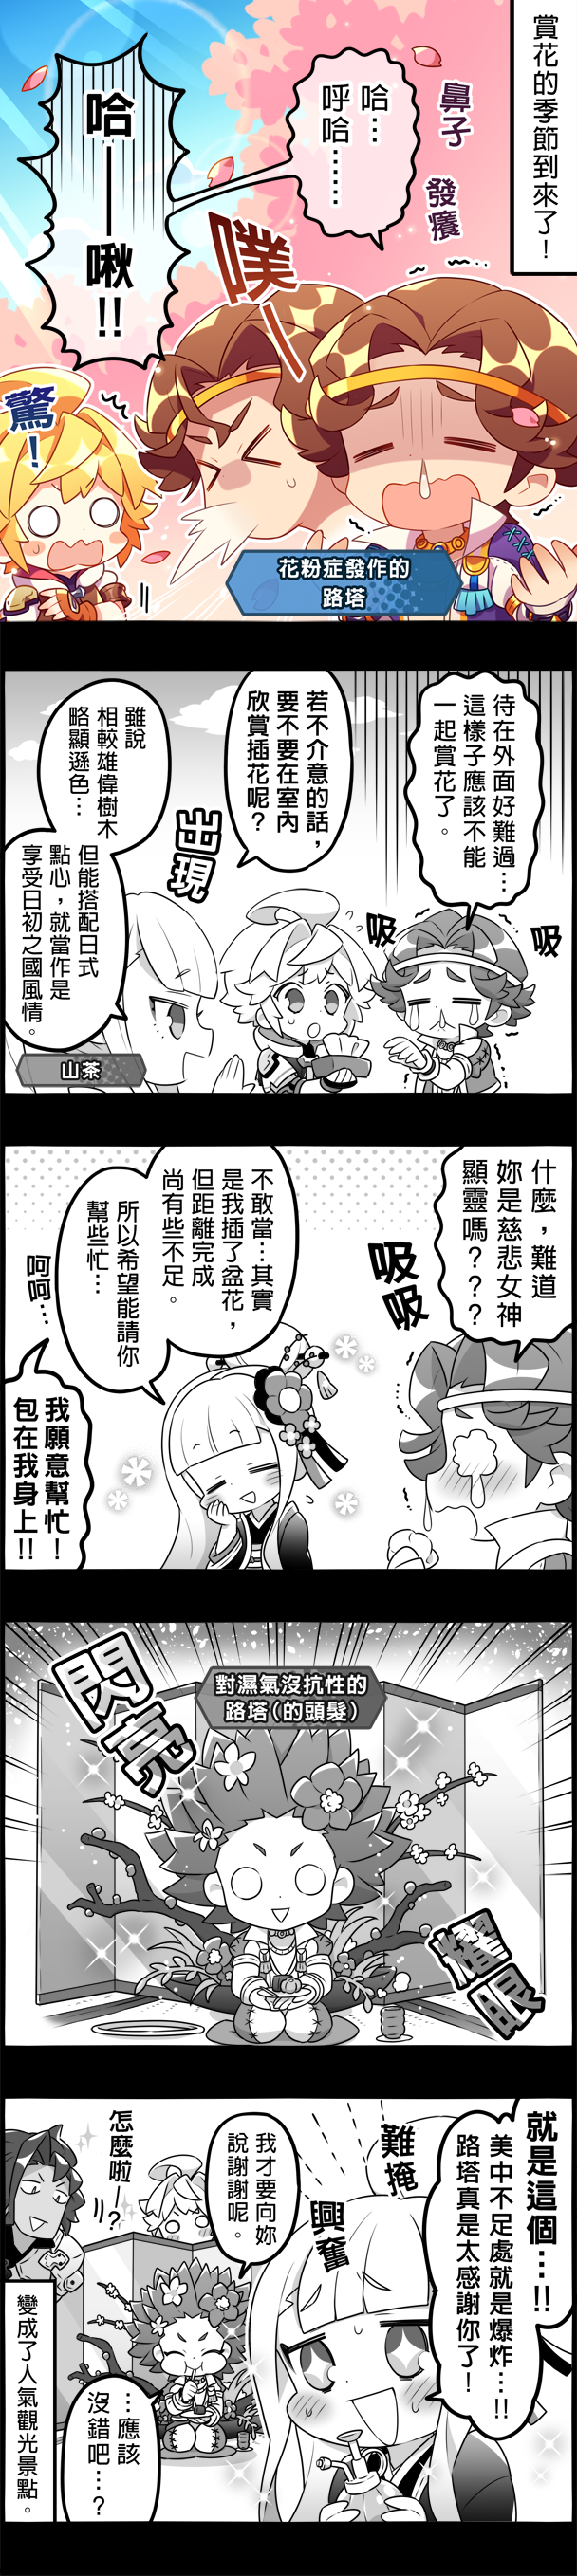 賞花的季節到來了！
鼻子
發癢
哈…
呼哈……
噗—
哈——啾!!
驚！
花粉症發作的
路塔
待在外面好難過…
這樣子應該不能
一起賞花了。
吸
吸
若不介意的話，
要不要在室內
欣賞插花呢？
出現
雖說
相較雄偉樹木
略顯遜色…
但能搭配日式
點心，就當作是
享受日初之國風情。
山茶
什麼，難道
妳是慈悲女神
顯靈嗎？？？
吸吸
不敢當…其實
是我插了盆花，
但距離完成
尚有些不足。
所以希望能請你
幫些忙…
呵呵…
我願意幫忙！
包在我身上!!
對濕氣沒抗性的
路塔（的頭髮）
閃亮
耀眼
就是這個…!!
美中不足處就是爆炸…!!
路塔真是太感謝你了！
難掩
興奮
我才要向妳
說謝謝呢。
怎麼啦—？
…應該
沒錯吧…？
變成了人氣觀光景點。